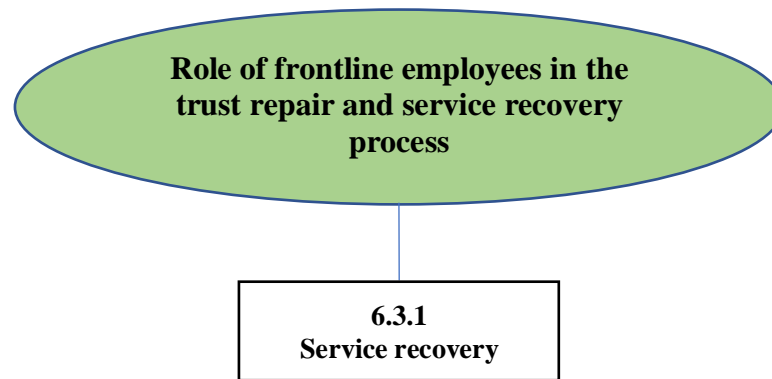 Role of frontline employees in the
trust repair and service recovery
process
6.3.1
Service recovery